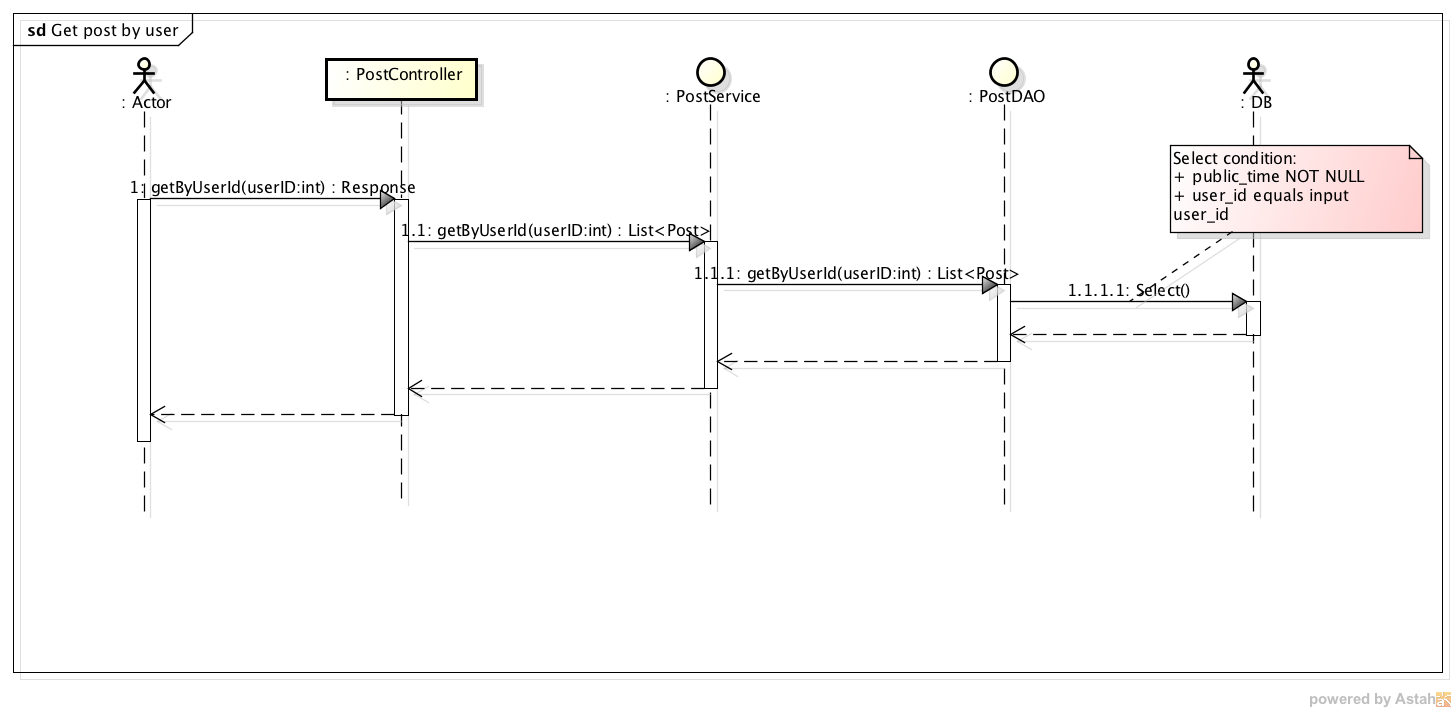 sd Get post by user
: Actor
: PostController
: PostService
: PostDAO
: DB
Select condition:
+ public_time NOT NULL
+ user_id equals input
user_id
1: getByUserId(userID:int) : Response
1.1: getByUserId(userID:int) : List<Post>
1.1.1: getByUserId(userID:int) : List<Post>
1.1.1.1: Select()
powered by Astah